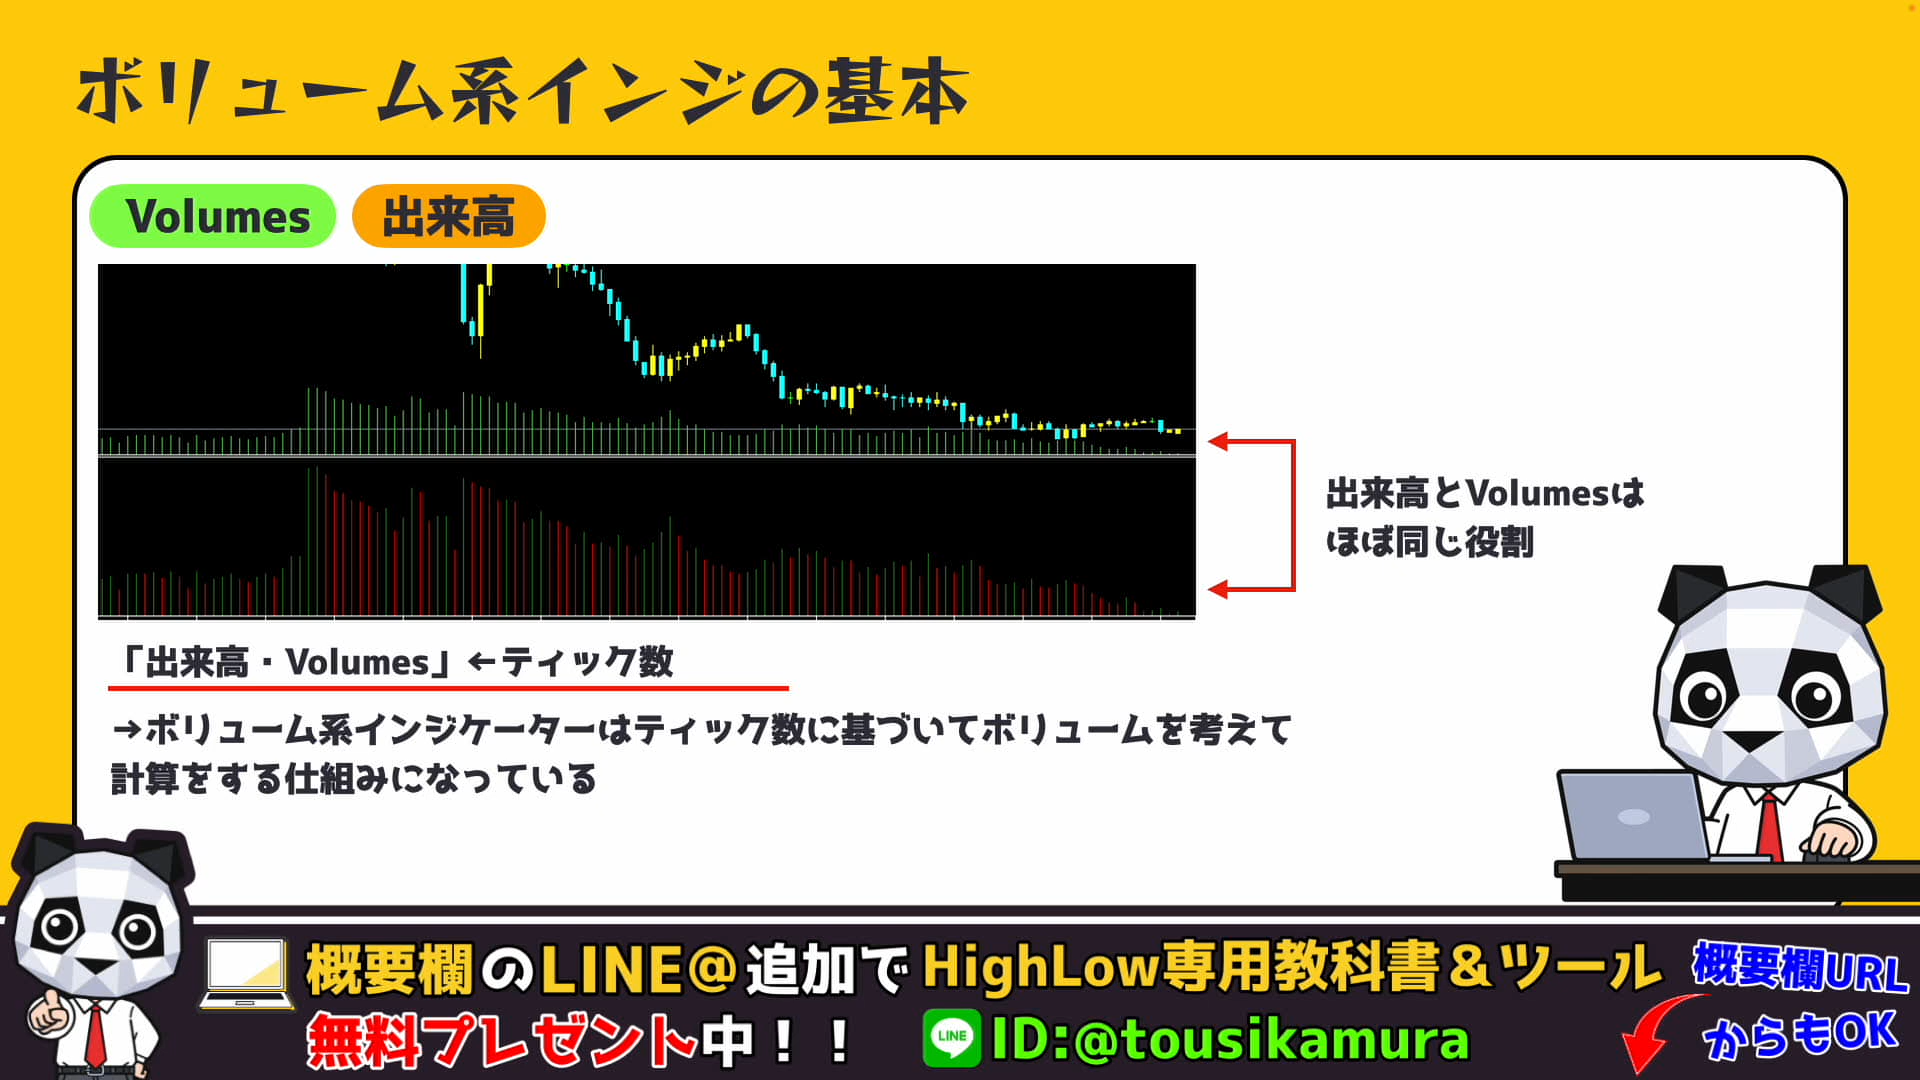 ボリューム系インジの基本
Volumes 出来高
出来高とVolumesは
ほぼ同じ役割
「出来高・Volumes」←ティック数
→ボリューム系インジケーターはティック数に基づいてボリュームを考えて
計算をする仕組みになっている
概要欄のLINE@追加でHighLow専用教科書&ツール
無料プレゼント中！！ LINE ID:@tousikamura
概要欄URL
からもOK